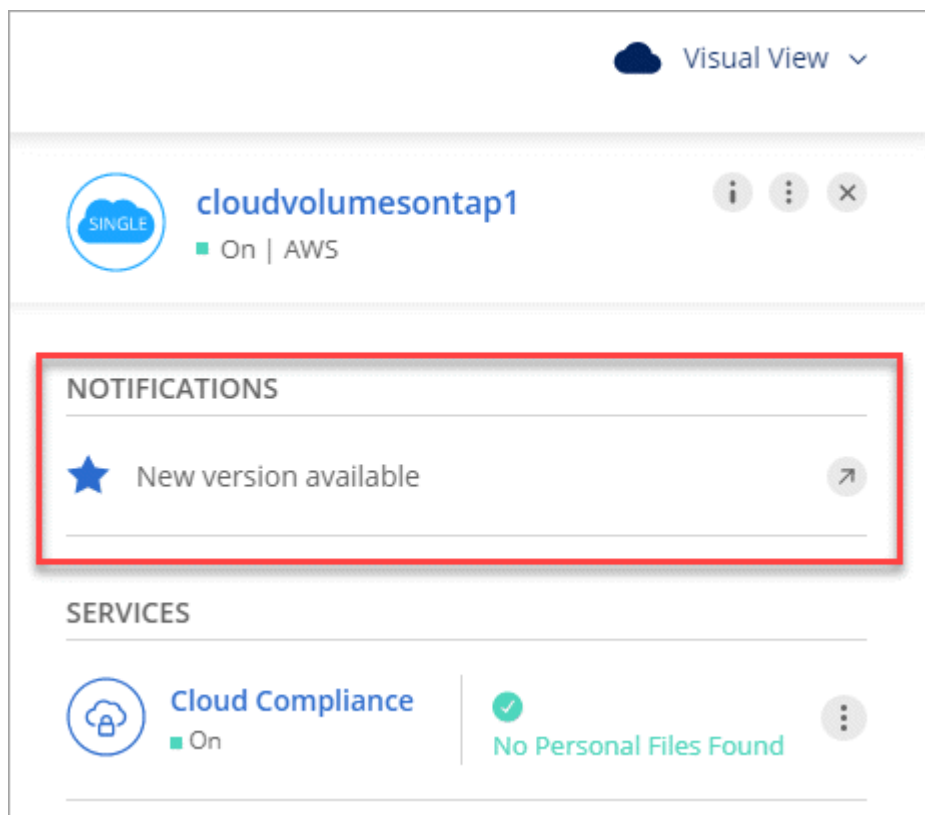 Visual View
SINGLE
cloudvolumesontap1
On | AWS
NOTIFICATIONS
New version available
SERVICES
Cloud Compliance
On
No Personal Files Found